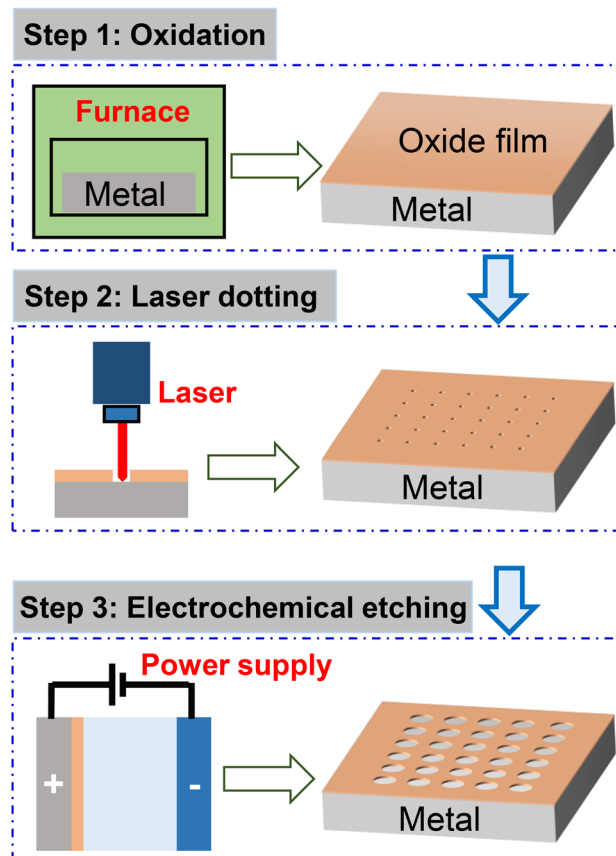 Step 1: Oxidation
Furnace
Metal
Oxide film
Metal
Step 2: Laser dotting
Laser
Metal
Step 3: Electrochemical etching
Power supply
+
-
Metal